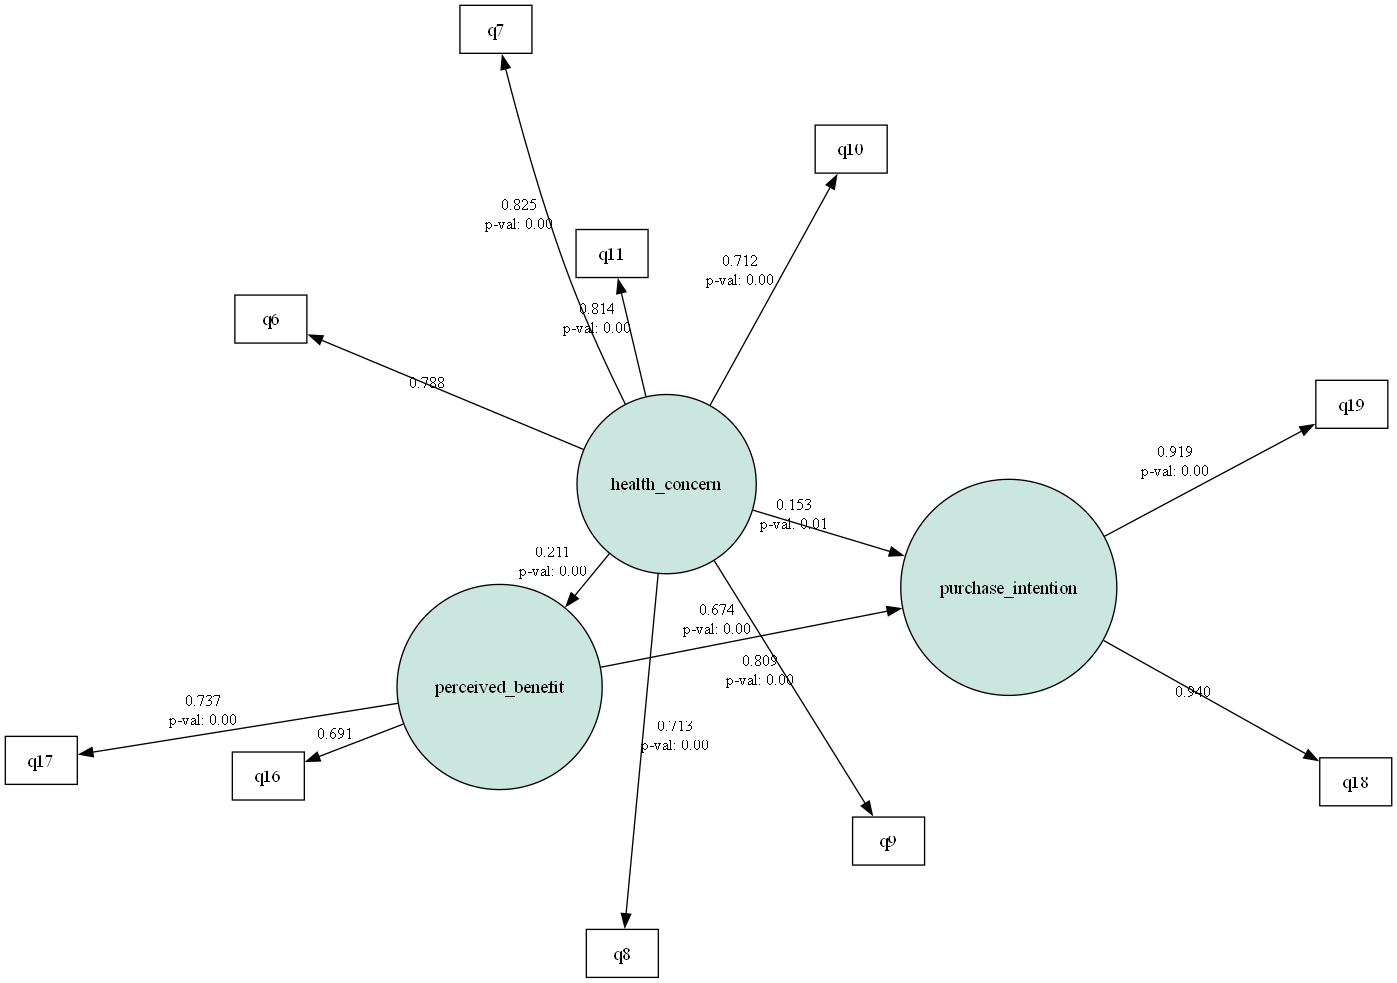 q7
q10
0.825
p-val: 0.00
q11
0.712
p-val: 0.00
q6
0.814
p-val: 0.00
0.788
q19
0.919
p-val: 0.00
health_concern
0.153
p-val: 0.01
0.211
p-val: 0.00
purchase_intention
0.674
p-val: 0.00
0.809
p-val: 0.00
perceived_benefit
0.940
0.737
p-val: 0.00
0.691
0.713
p-val: 0.00
q17
q16
q18
q9
q8